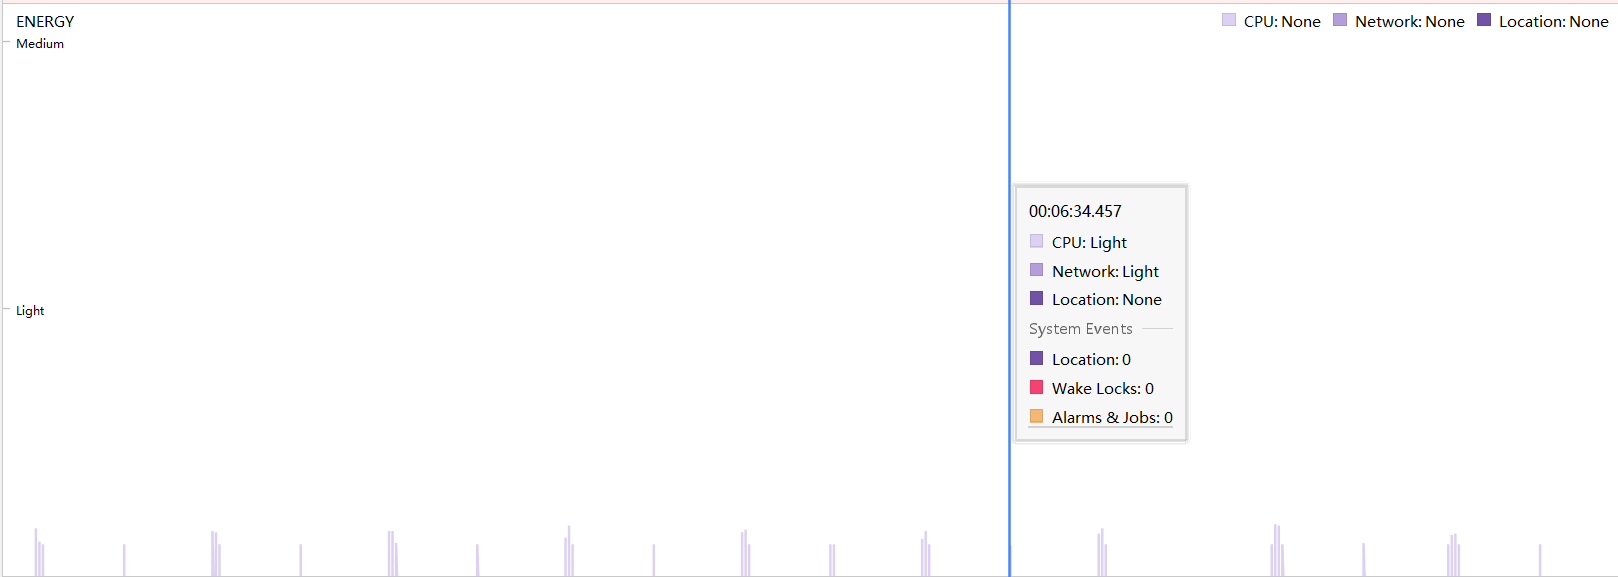 ENERGY
CPU: None Network: None Location: None
Medium
00:06:34.457
CPU: Light
Network: Light
Location: None
Light
System Events
Location: 0
Wake Locks: 0
Alarms & Jobs: 0